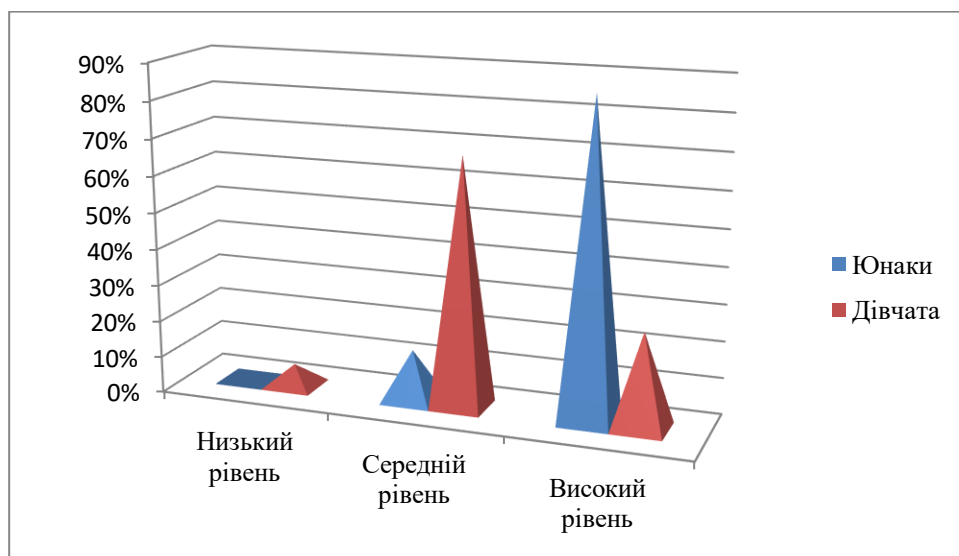 90%
80%
70%
60%
50%
40%
30%
20%
10%
0%
Низький
рівень
Середній
рівень
Високий
рівень
Юнаки
Дівчата